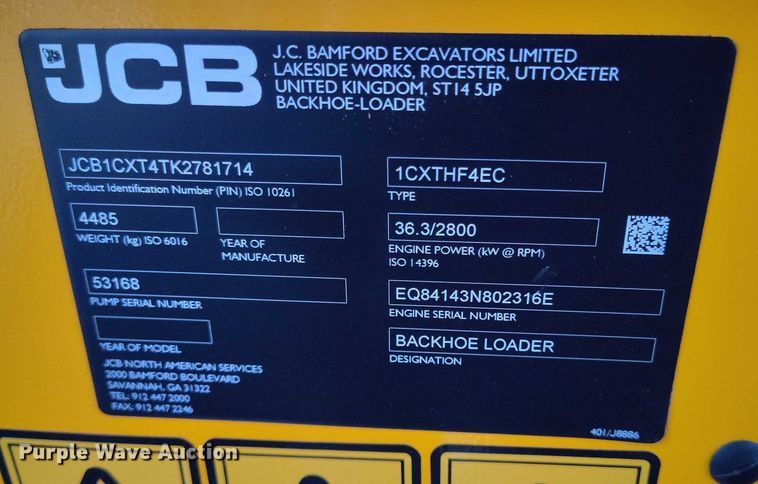 JCB
J.C. BAMFORD EXCAVATORS LIMITED
LAKESIDE WORKS, ROCESTER, UTTOXETER
UNITED KINGDOM, ST14 5JP
BACKHOE-LOADER
JCB1CXT4TK2781714
Product Identification Number (PIN) ISO 10261
4485
WEIGHT (kg) ISO 6016
YEAR OF
MANUFACTURE
53168
PUMP SERIAL NUMBER
YEAR OF MODEL
JCB NORTH AMERICAN SERVICES
2000 BAMFORD BOULEVARD
SAVANNAH, GA 31322
TEL: 912 447 2000
FAX: 912 447 2246
1CXTHF4EC
TYPE
36.3/2800
ENGINE POWER (kW @ RPM)
ISO 14396
EQ84143N802316E
ENGINE SERIAL NUMBER
BACKHOE LOADER
DESIGNATION
401/J8886
Purple Wave Auction